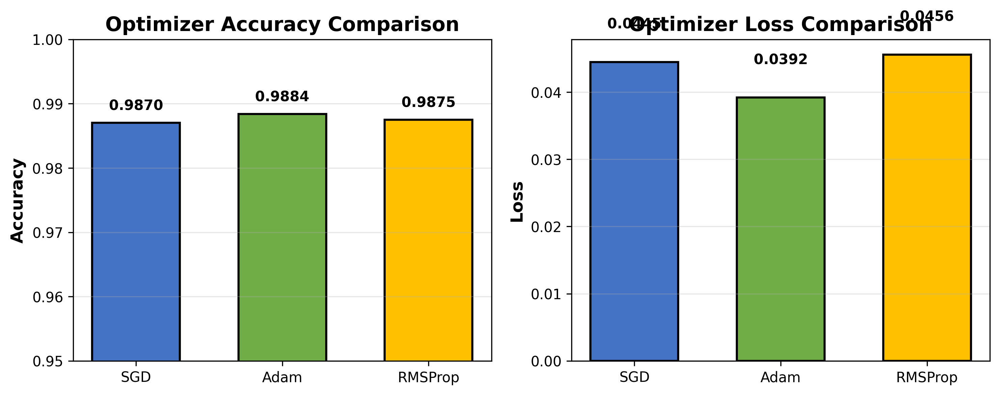 Optimizer Accuracy Comparison
Accuracy
1.00
0.99
0.98
0.97
0.96
0.95
0.9870
0.9884
0.9875
SGD Adam RMSProp
Optimizer Loss Comparison
Loss
0.04
0.03
0.02
0.01
0.00
0.0445
0.0392
0.0456
SGD Adam RMSProp